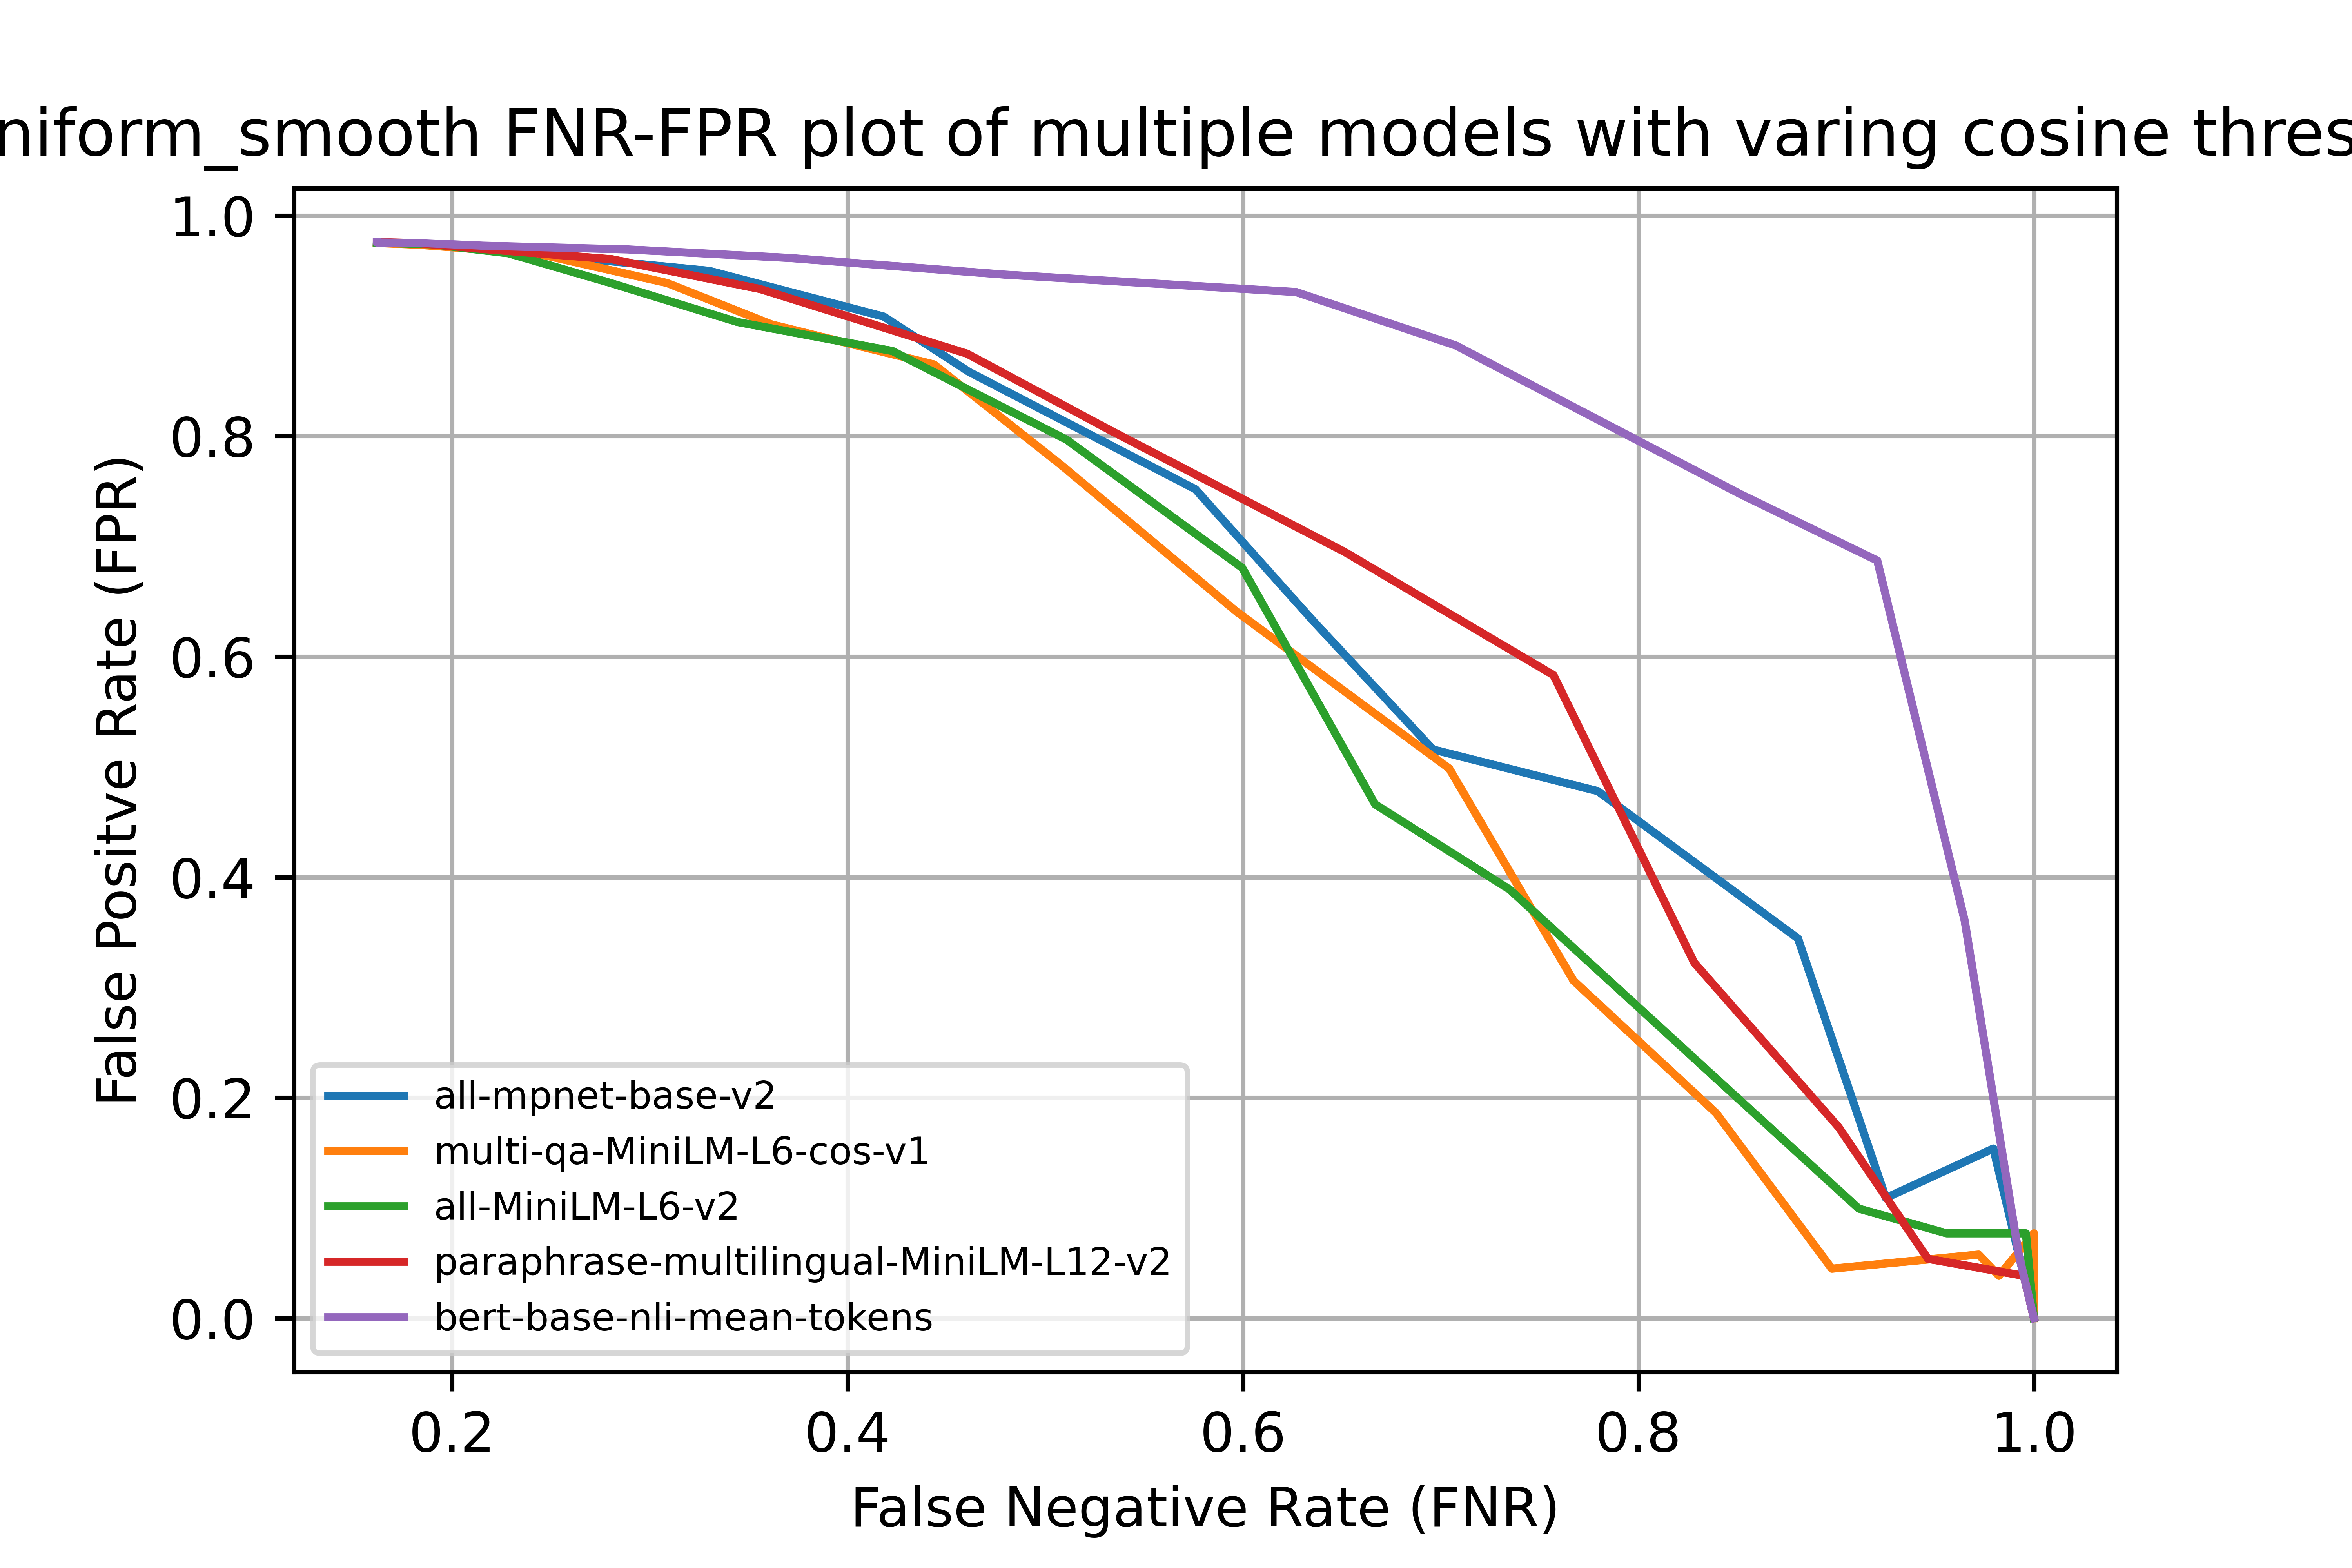 niform_smooth FNR-FPR plot of multiple models with varing cosine thres
False Positve Rate (FPR)
1.0
0.8
0.6
0.4
0.2
0.0
all-mpnet-base-v2
multi-qa-MiniLM-L6-cos-v1
all-MiniLM-L6-v2
paraphrase-multilingual-MiniLM-L12-v2
bert-base-nli-mean-tokens
0.2 0.4 0.6 0.8 1.0
False Negative Rate (FNR)